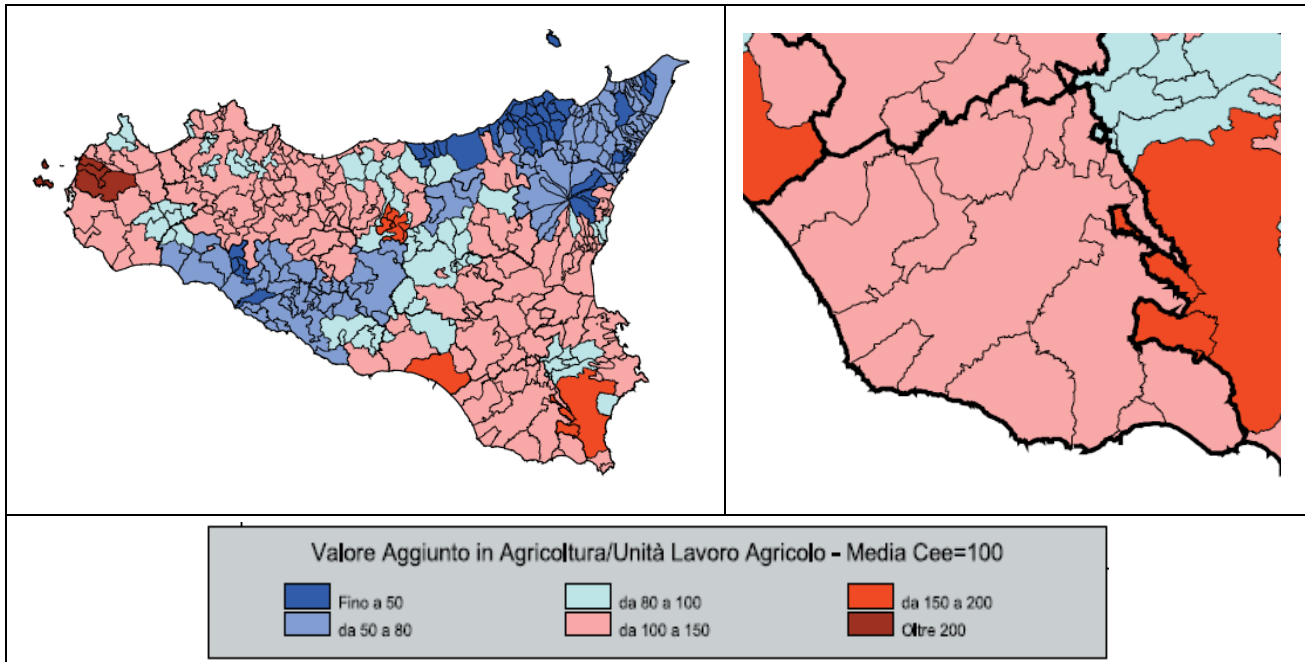 Valore Aggiunto in Agricoltura/Unità Lavoro Agricolo - Media Cee=100
Fino a 50
da 80 a 100
da 150 a 200
da 50 a 80
da 100 a 150
Oltre 200